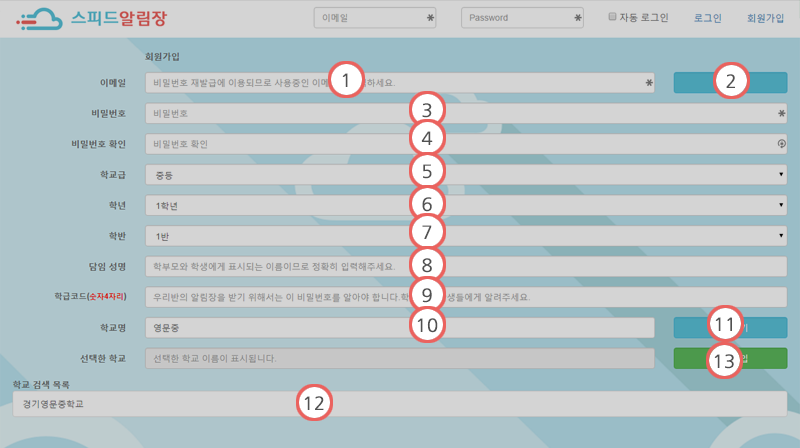 스피드알림장
이메일
Password
자동 로그인
로그인
회원가입
회원가입
이메일
비밀번호 재발급에 이용되므로 사용중인 하세요.
1
2
비밀번호
비밀번호
3
비밀번호 확인
비밀번호 확인
4
학교급
중등
5
학년
1학년
6
학반
1반
7
담임 성명
학부모와 학생에게 표시되는 이름이므로 정확히 입력해주세요.
8
학급코드(숫자4자리)
우리반의 알림장을 받기 위해서는 이 비밀번호를 알아야 합니다. 생들에게 알려주세요.
9
학교명
영문중
10
11
선택한 학교
선택한 학교 이름이 표시됩니다.
13
학교 검색 목록
경기영문중학교
12